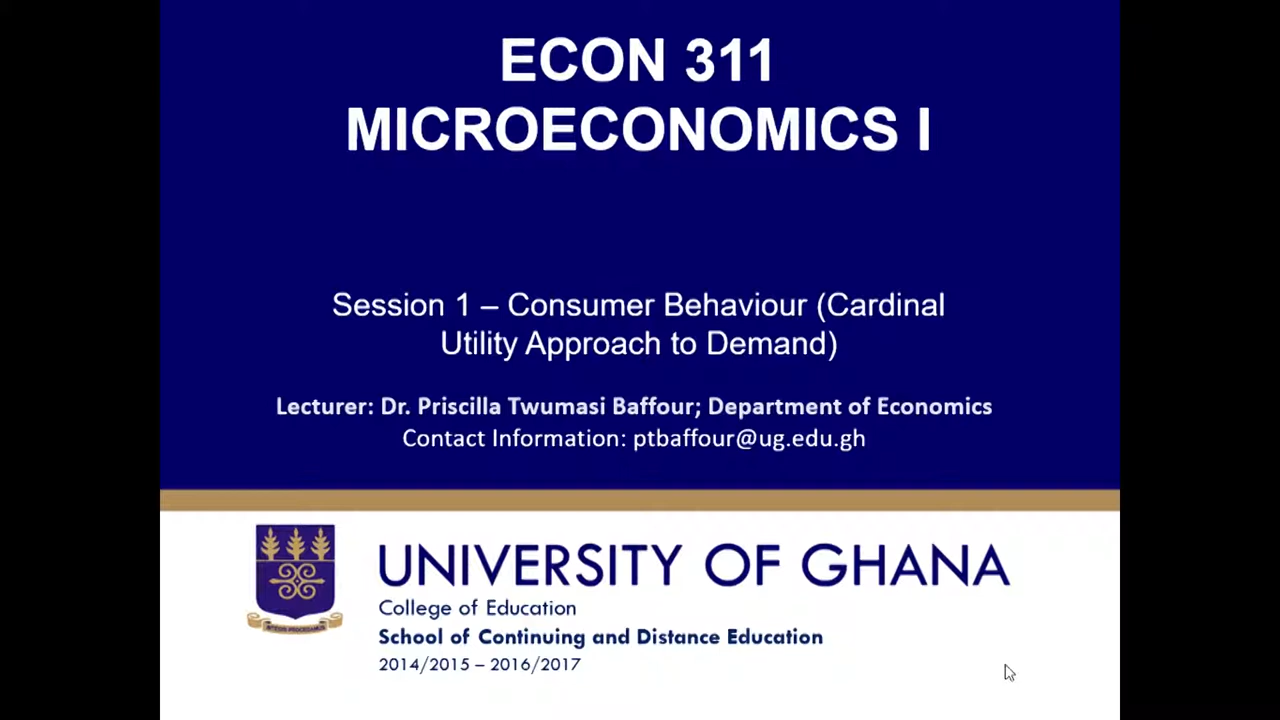 ECON 311
MICROECONOMICS I
Session 1 – Consumer Behaviour (Cardinal
Utility Approach to Demand)
Lecturer: Dr. Priscilla Twumasi Baffour; Department of Economics
Contact Information: ptbaffour@ug.edu.gh
UNIVERSITY OF GHANA
College of Education
School of Continuing and Distance Education
2014/2015 – 2016/2017